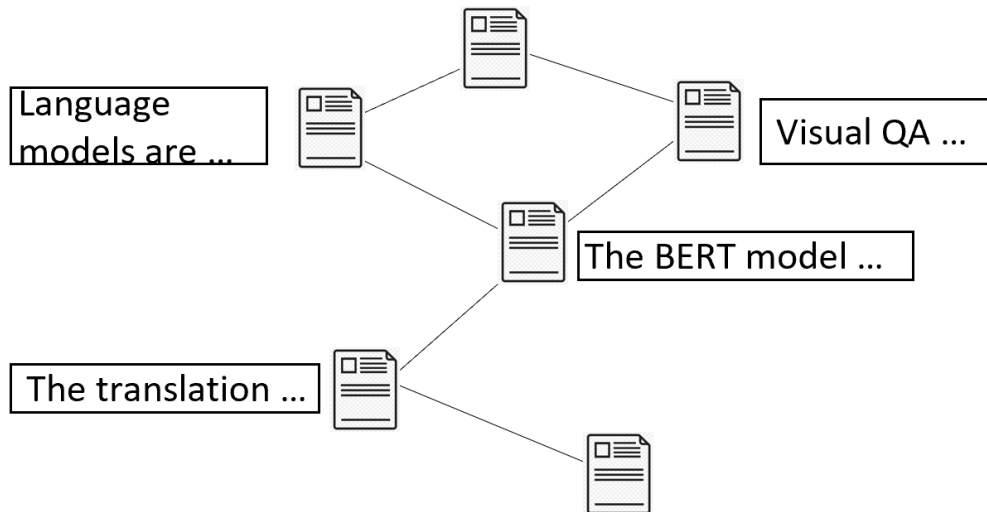 Language
models are ...
Visual QA ...
The BERT model ...
The translation ...